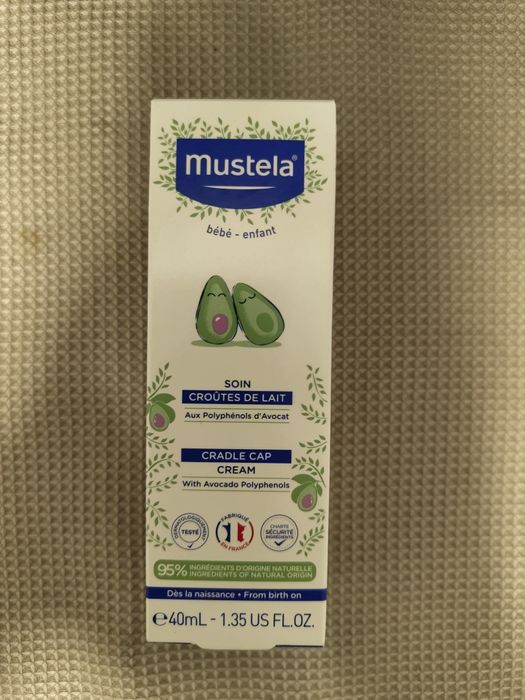 mustela®
bébé - enfant
SOIN
CROÛTES DE LAIT
Aux Polyphénols d'Avocat
CRADLE CAP
CREAM
With Avocado Polyphenols
DERMATOLOGIQUEMENT
TESTÉ
FABRIQUÉ
EN FRANCE
CHARTE
SÉCURITÉ
INGRÉDIENTS
95% INGRÉDIENTS D'ORIGINE NATURELLE
INGREDIENTS OF NATURAL ORIGIN
Dès la naissance • From birth on
℮40mL - 1.35 US FL.OZ.